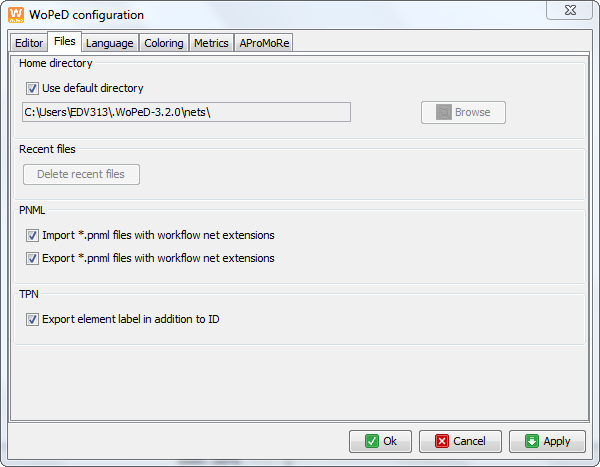 WoPeD configuration
Editor Files Language Coloring Metrics AProMoRe
Home directory
Use default directory
C:\Users\EDV313\.WoPeD-3.2.0\nets\ Browse
Recent files
Delete recent files
PNML
Import *.pnml files with workflow net extensions
Export *.pnml files with workflow net extensions
TPN
Export element label in addition to ID
Ok Cancel Apply